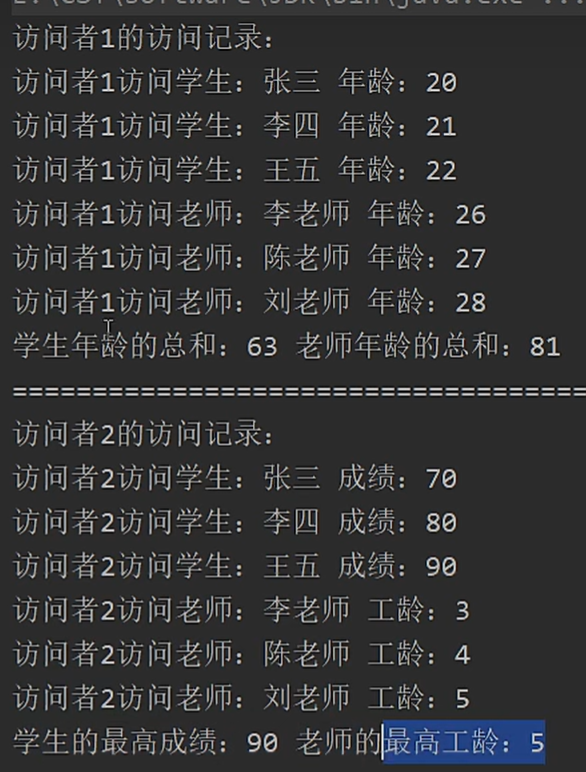 访问者1的访问记录：
访问者1访问学生：张三 年龄：20
访问者1访问学生：李四 年龄：21
访问者1访问学生：王五 年龄：22
访问者1访问老师：李老师 年龄：26
访问者1访问老师：陈老师 年龄：27
访问者1访问老师：刘老师 年龄：28
学生年龄的总和：63 老师年龄的总和：81
====================================
访问者2的访问记录：
访问者2访问学生：张三 成绩：70
访问者2访问学生：李四 成绩：80
访问者2访问学生：王五 成绩：90
访问者2访问老师：李老师 工龄：3
访问者2访问老师：陈老师 工龄：4
访问者2访问老师：刘老师 工龄：5
学生的最高成绩：90 老师的最高工龄：5